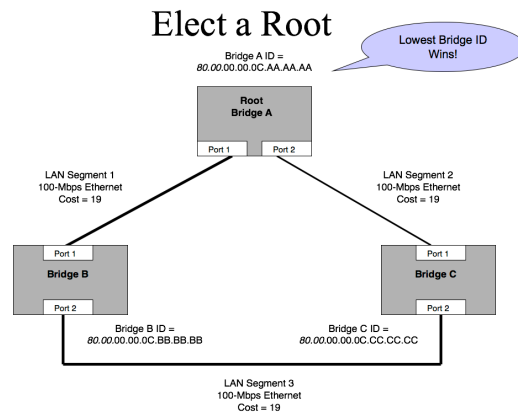 Elect a Root
Lowest Bridge ID
Wins!
Bridge A ID =
80.00.00.00.0C.AA.AA.AA
Root
Bridge A
Port 1
Port 2
LAN Segment 1
100-Mbps Ethernet
Cost = 19
LAN Segment 2
100-Mbps Ethernet
Cost = 19
Port 1
Bridge B
Port 2
Port 1
Bridge C
Port 2
Bridge B ID =
80.00.00.00.0C.BB.BB.BB
Bridge C ID =
80.00.00.00.0C.CC.CC.CC
LAN Segment 3
100-Mbps Ethernet
Cost = 19